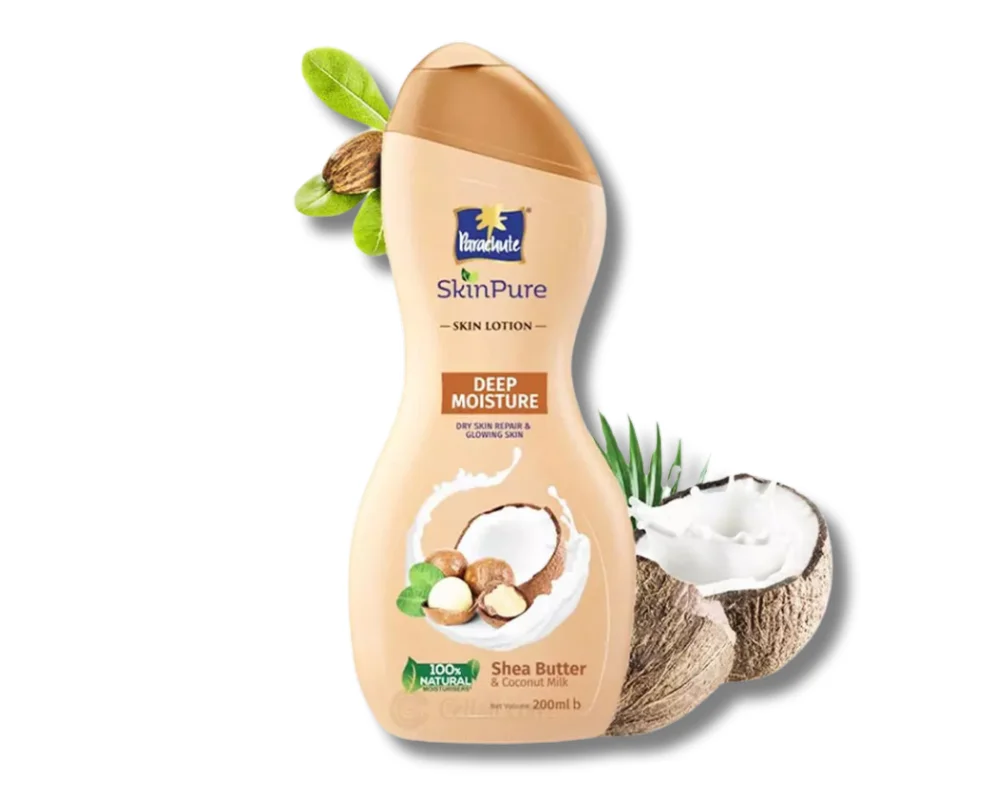 Parachute
SkinPure
SKIN LOTION
DEEP
MOISTURE
DRY SKIN REPAIR &
GLOWING SKIN
100%
NATURAL
MOISTURISERS*
Shea Butter
& Coconut Milk
Net Volume: 200ml b